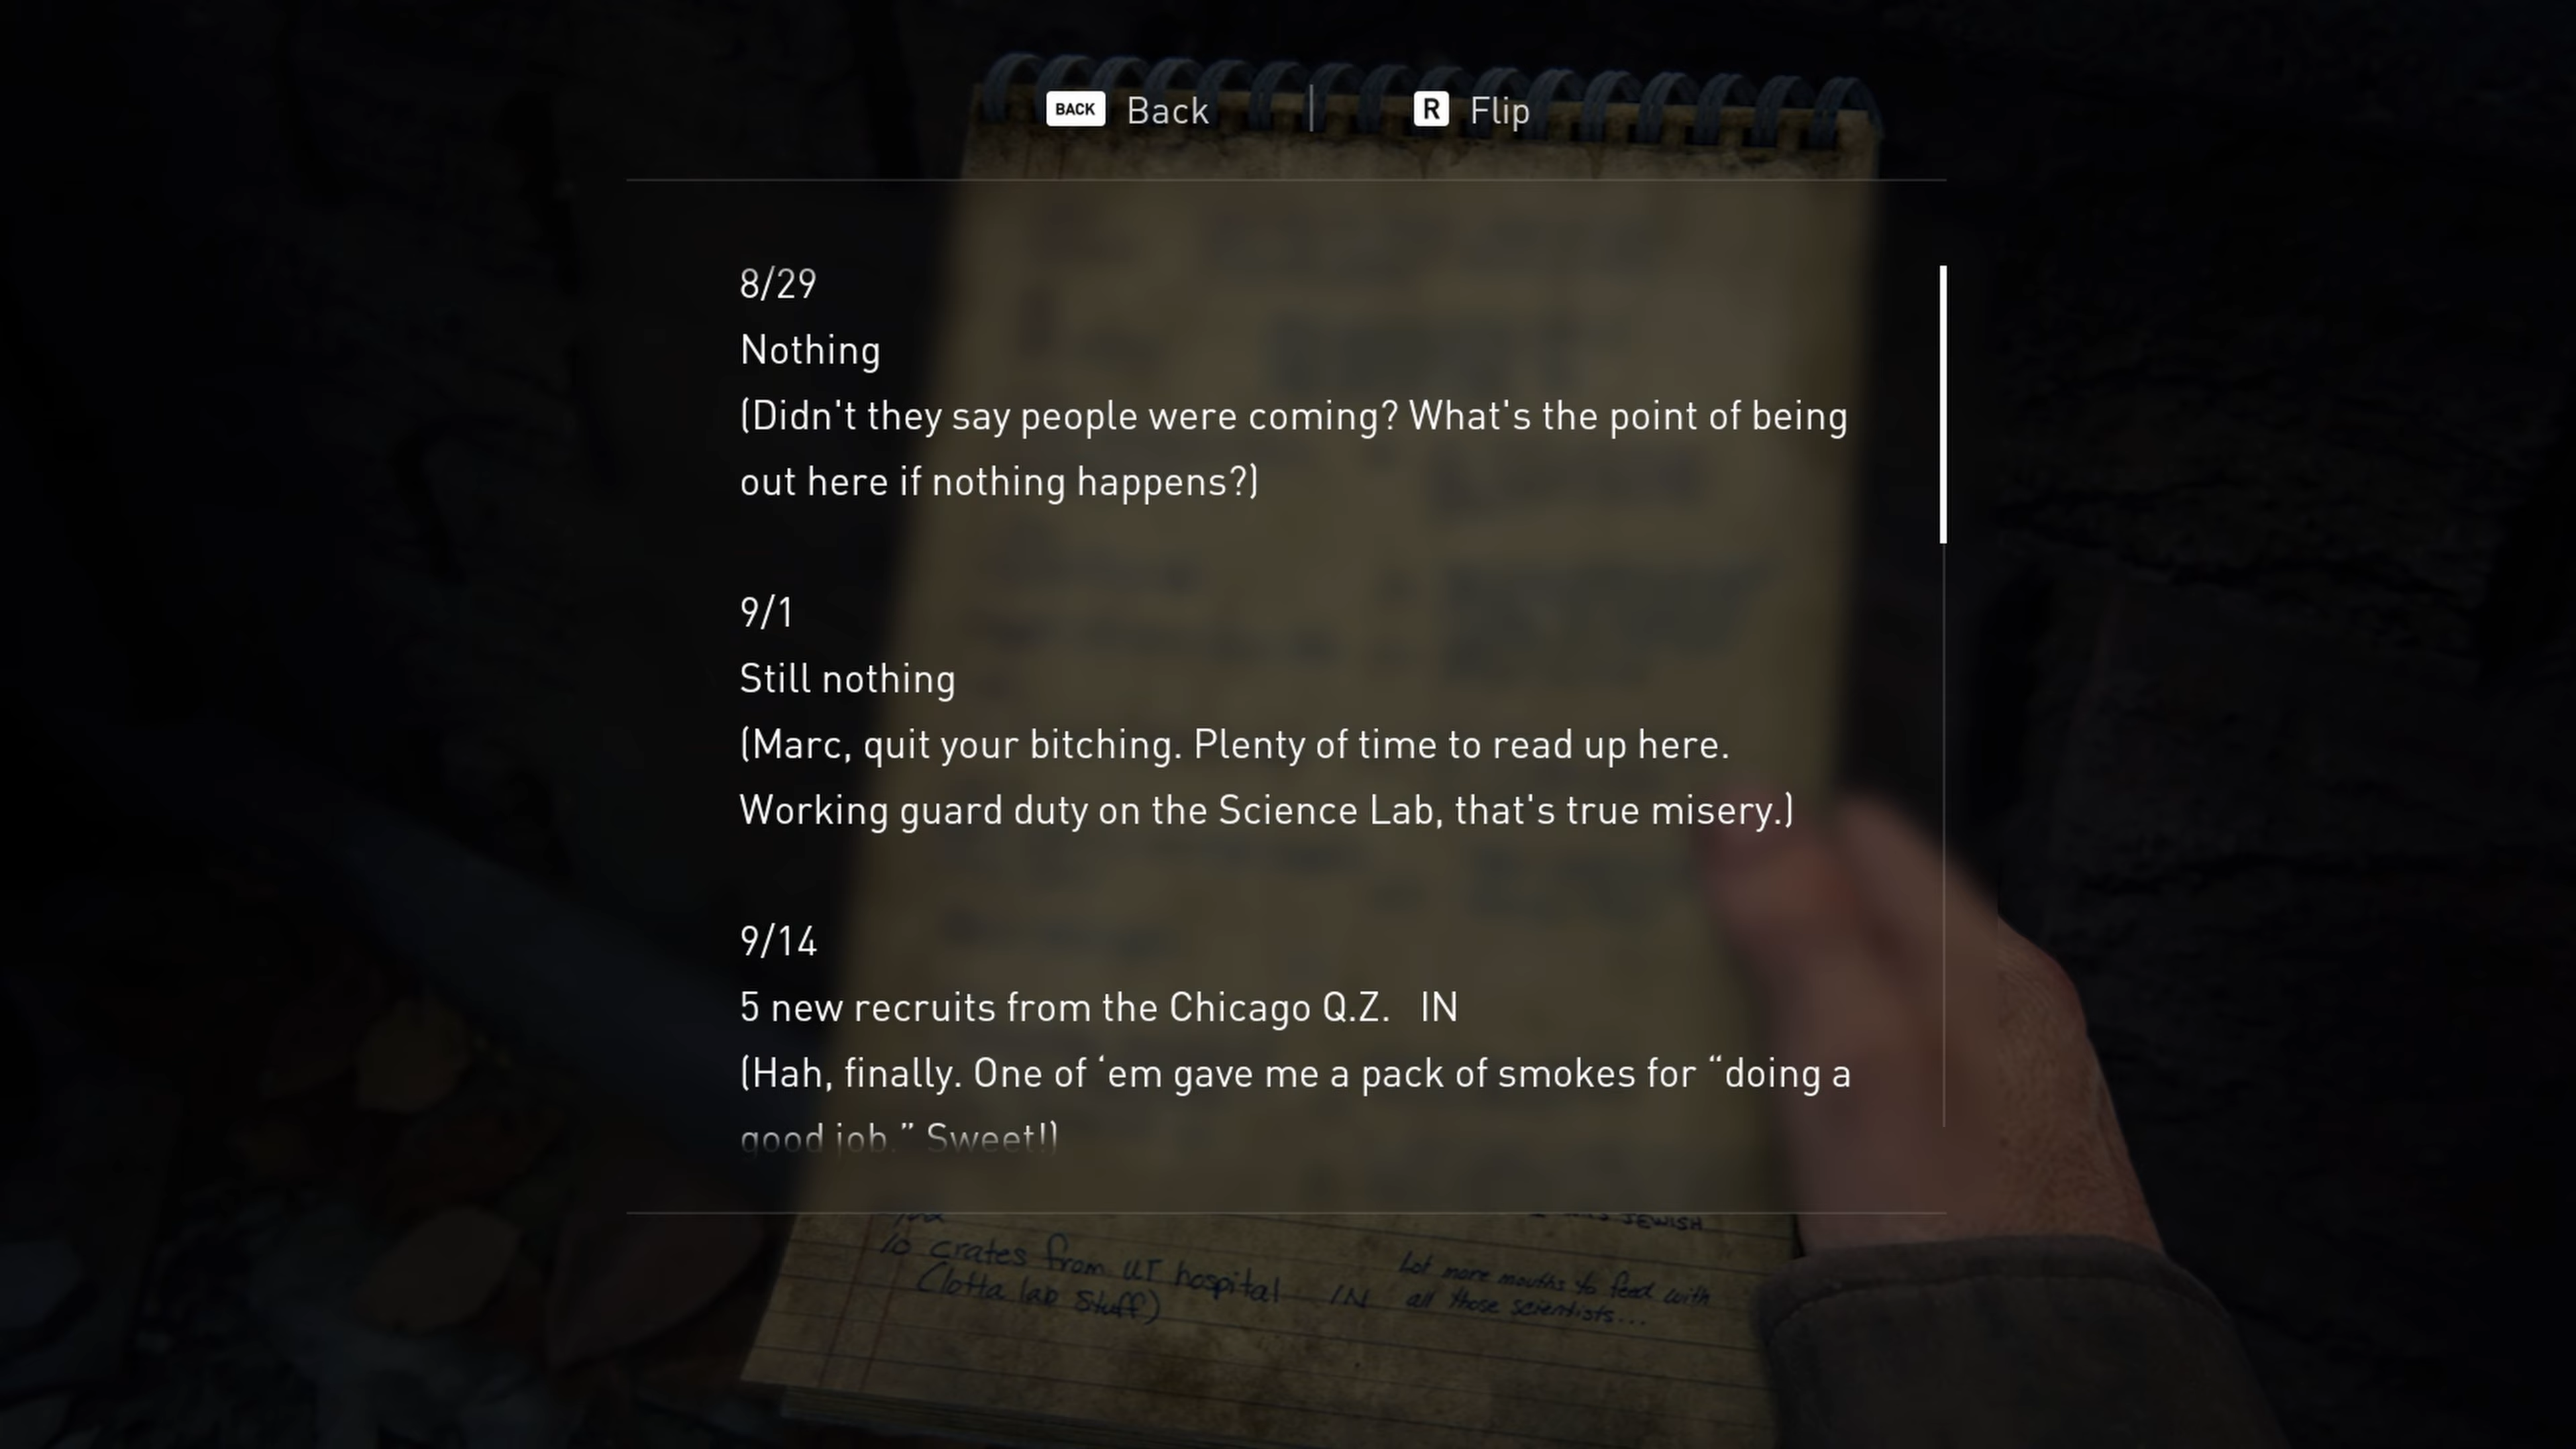 BACK Back | R Flip
8/29
Nothing
(Didn't they say people were coming? What's the point of being
out here if nothing happens?)
9/1
Still nothing
(Marc, quit your bitching. Plenty of time to read up here.
Working guard duty on the Science Lab, that's true misery.)
9/14
5 new recruits from the Chicago Q.Z.   IN
(Hah, finally. One of ‘em gave me a pack of smokes for “doing a
good job.” Sweet!)
JEWISH
10 crates from UT hospital IN
(lotta lab stuff)
Lot more mouths to feed with
all those scientists...